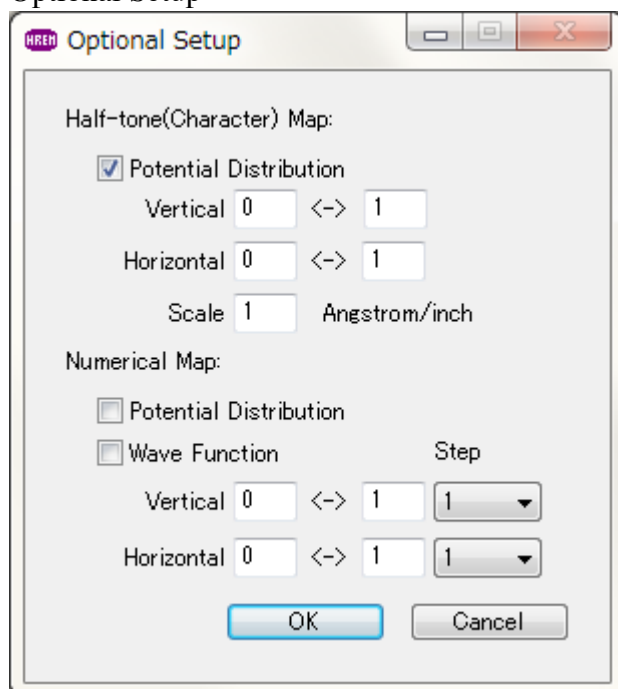 Optional Setup
HREM Optional Setup
Half-tone(Character) Map:
Potential Distribution
Vertical 0 <-> 1
Horizontal 0 <-> 1
Scale 1 Angstrom/inch
Numerical Map:
Potential Distribution
Wave Function Step
Vertical 0 <-> 1 1
Horizontal 0 <-> 1 1
OK Cancel